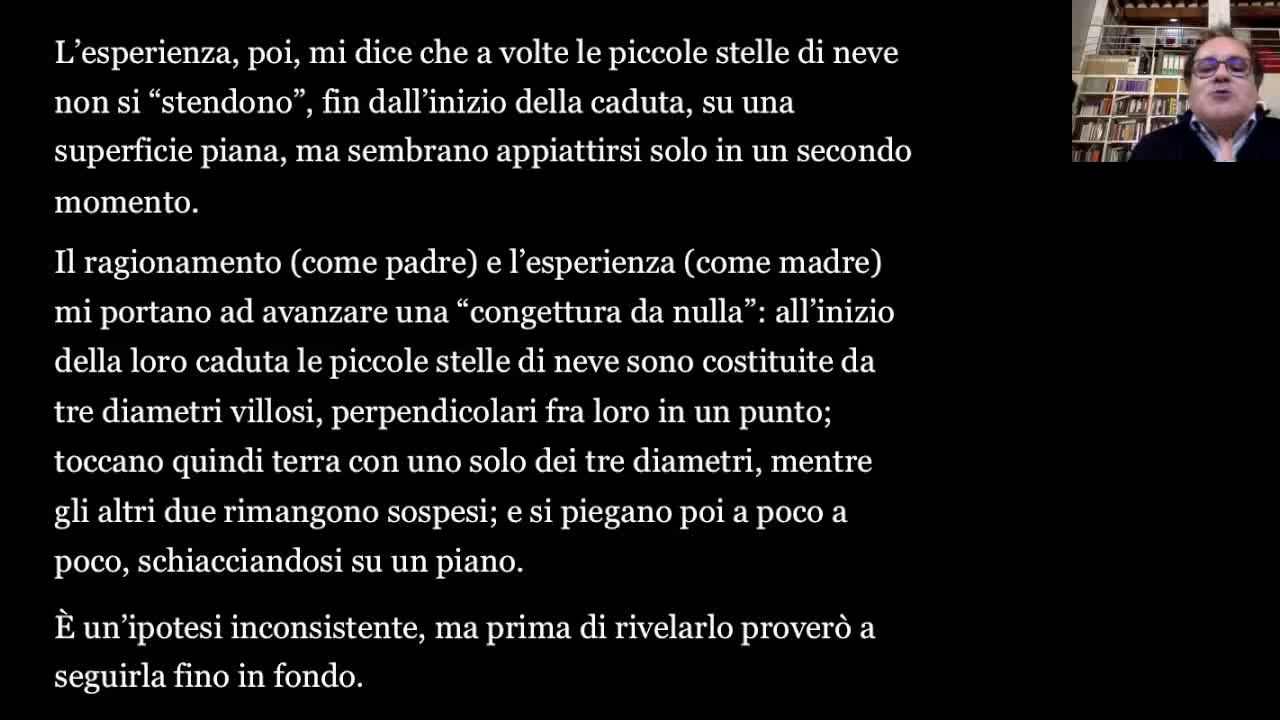 L’esperienza, poi, mi dice che a volte le piccole stelle di neve
non si “stendono”, fin dall’inizio della caduta, su una
superficie piana, ma sembrano appiattirsi solo in un secondo
momento.
Il ragionamento (come padre) e l’esperienza (come madre)
mi portano ad avanzare una “congettura da nulla”: all’inizio
della loro caduta le piccole stelle di neve sono costituite da
tre diametri villosi, perpendicolari fra loro in un punto;
toccano quindi terra con uno solo dei tre diametri, mentre
gli altri due rimangono sospesi; e si piegano poi a poco a
poco, schiacciandosi su un piano.
È un’ipotesi inconsistente, ma prima di rivelarlo proverò a
seguirla fino in fondo.